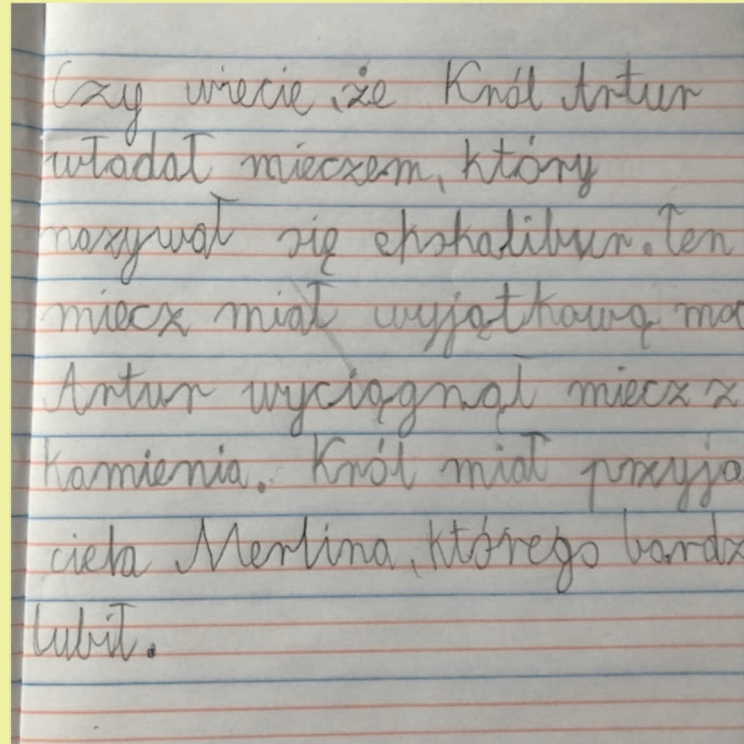 Czy wiecie, że Król Artur
władał mieczem, który
nazywał się ekskalibur. Ten
miecz miał wyjątkową mo
Artur wyciągnął miecz z
kamienia. Król miał przyja
ciela Merlina, którego bardz
lubił.